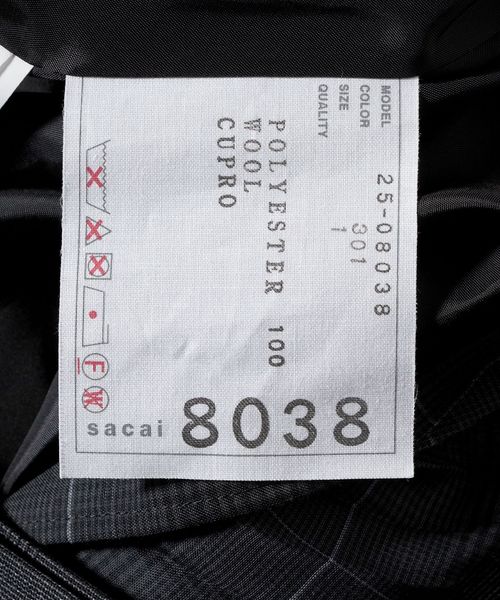 MODEL 25-08038
COLOR 301
SIZE 1
QUALITY
POLYESTER 100
WOOL
CUPRO
F
W
sacai 8038